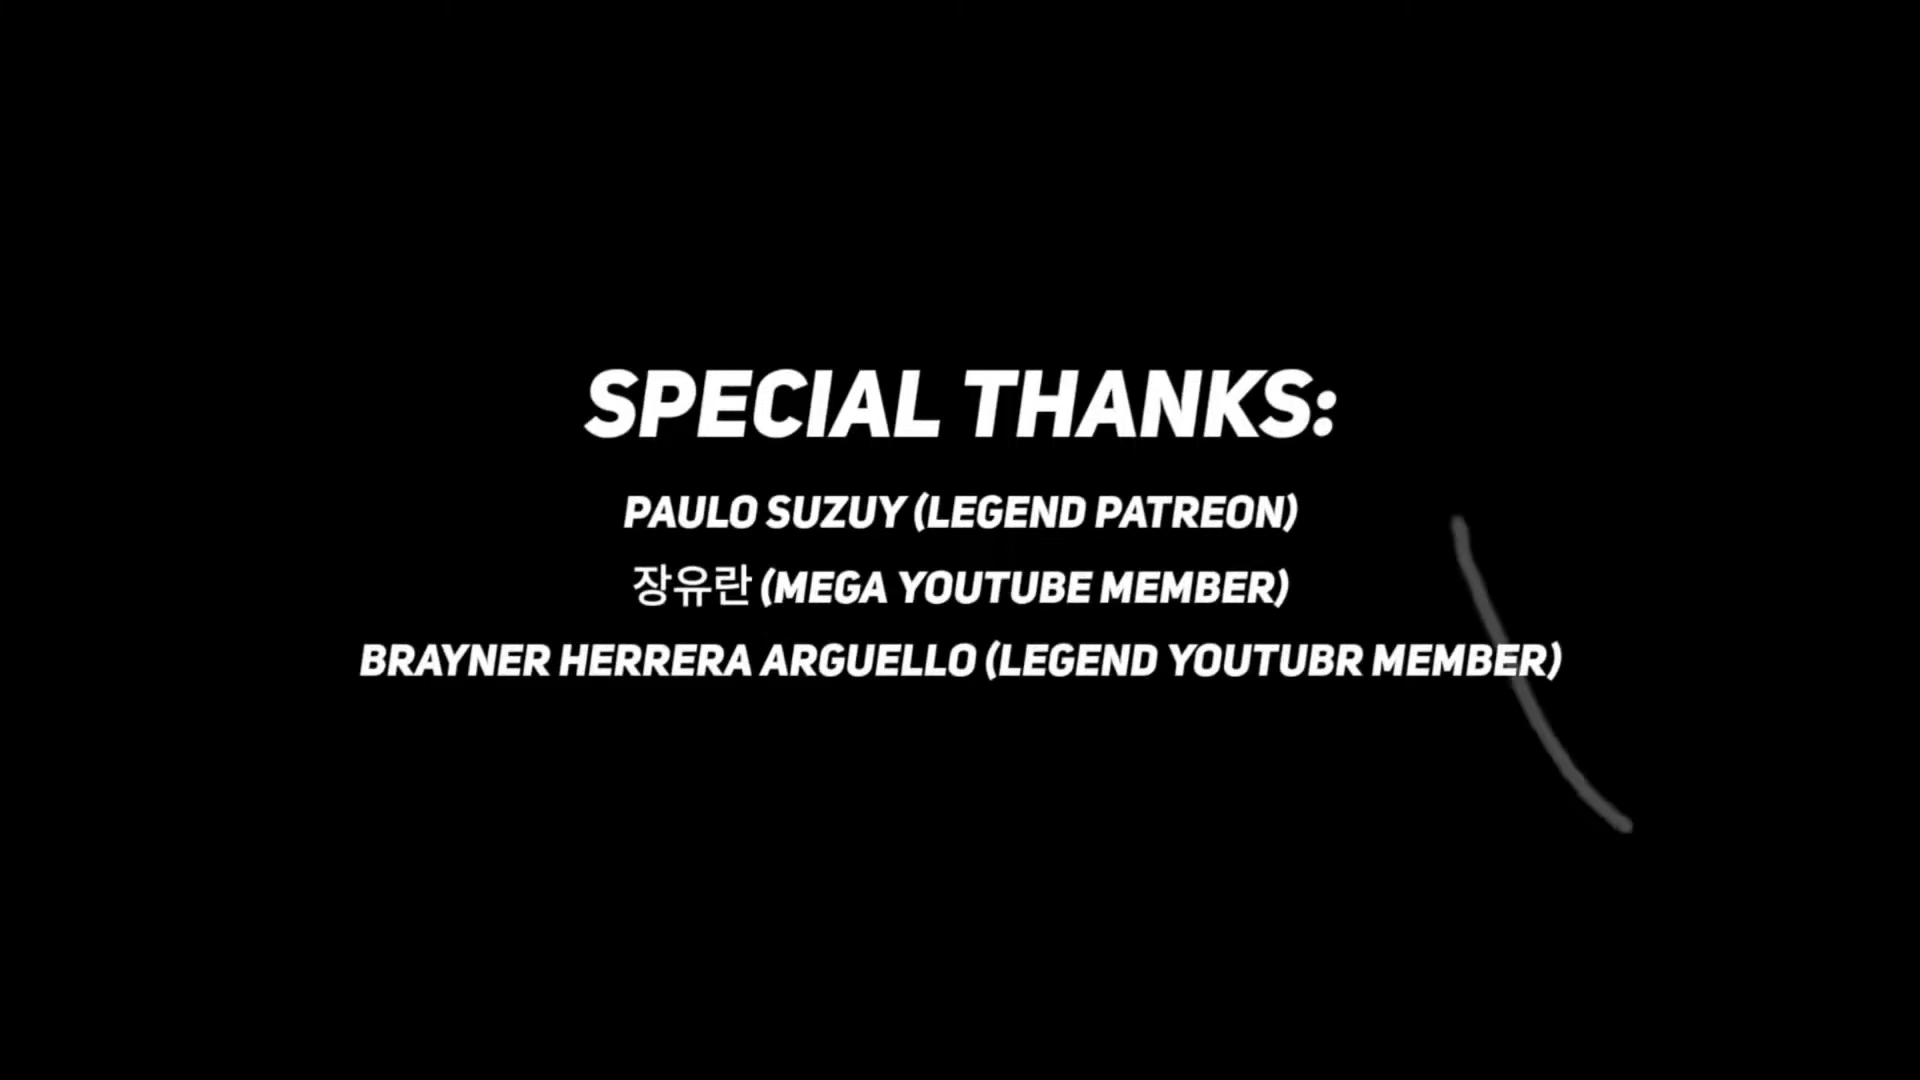 SPECIAL THANKS:
PAULO SUZUY (LEGEND PATREON)
장유란 (MEGA YOUTUBE MEMBER)
BRAYNER HERRERA ARGUELLO (LEGEND YOUTUBR MEMBER)